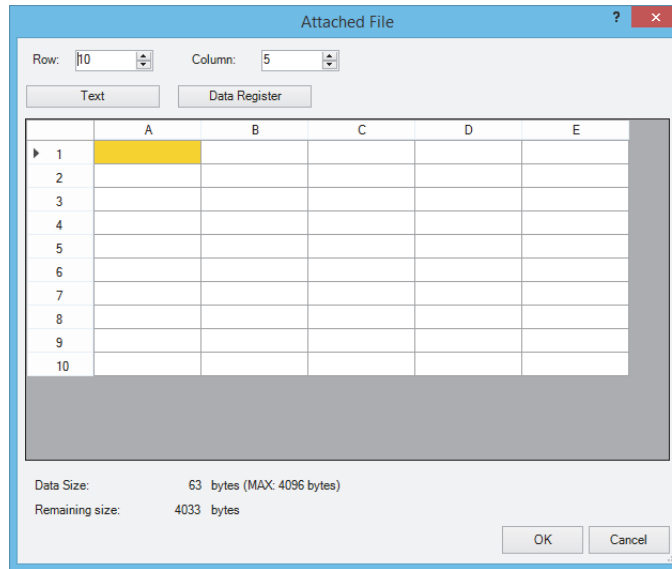 Attached File
? ×
Row: 10 Column: 5
Text Data Register
A B C D E
1
2
3
4
5
6
7
8
9
10
Data Size: 63 bytes (MAX: 4096 bytes)
Remaining size: 4033 bytes
OK Cancel